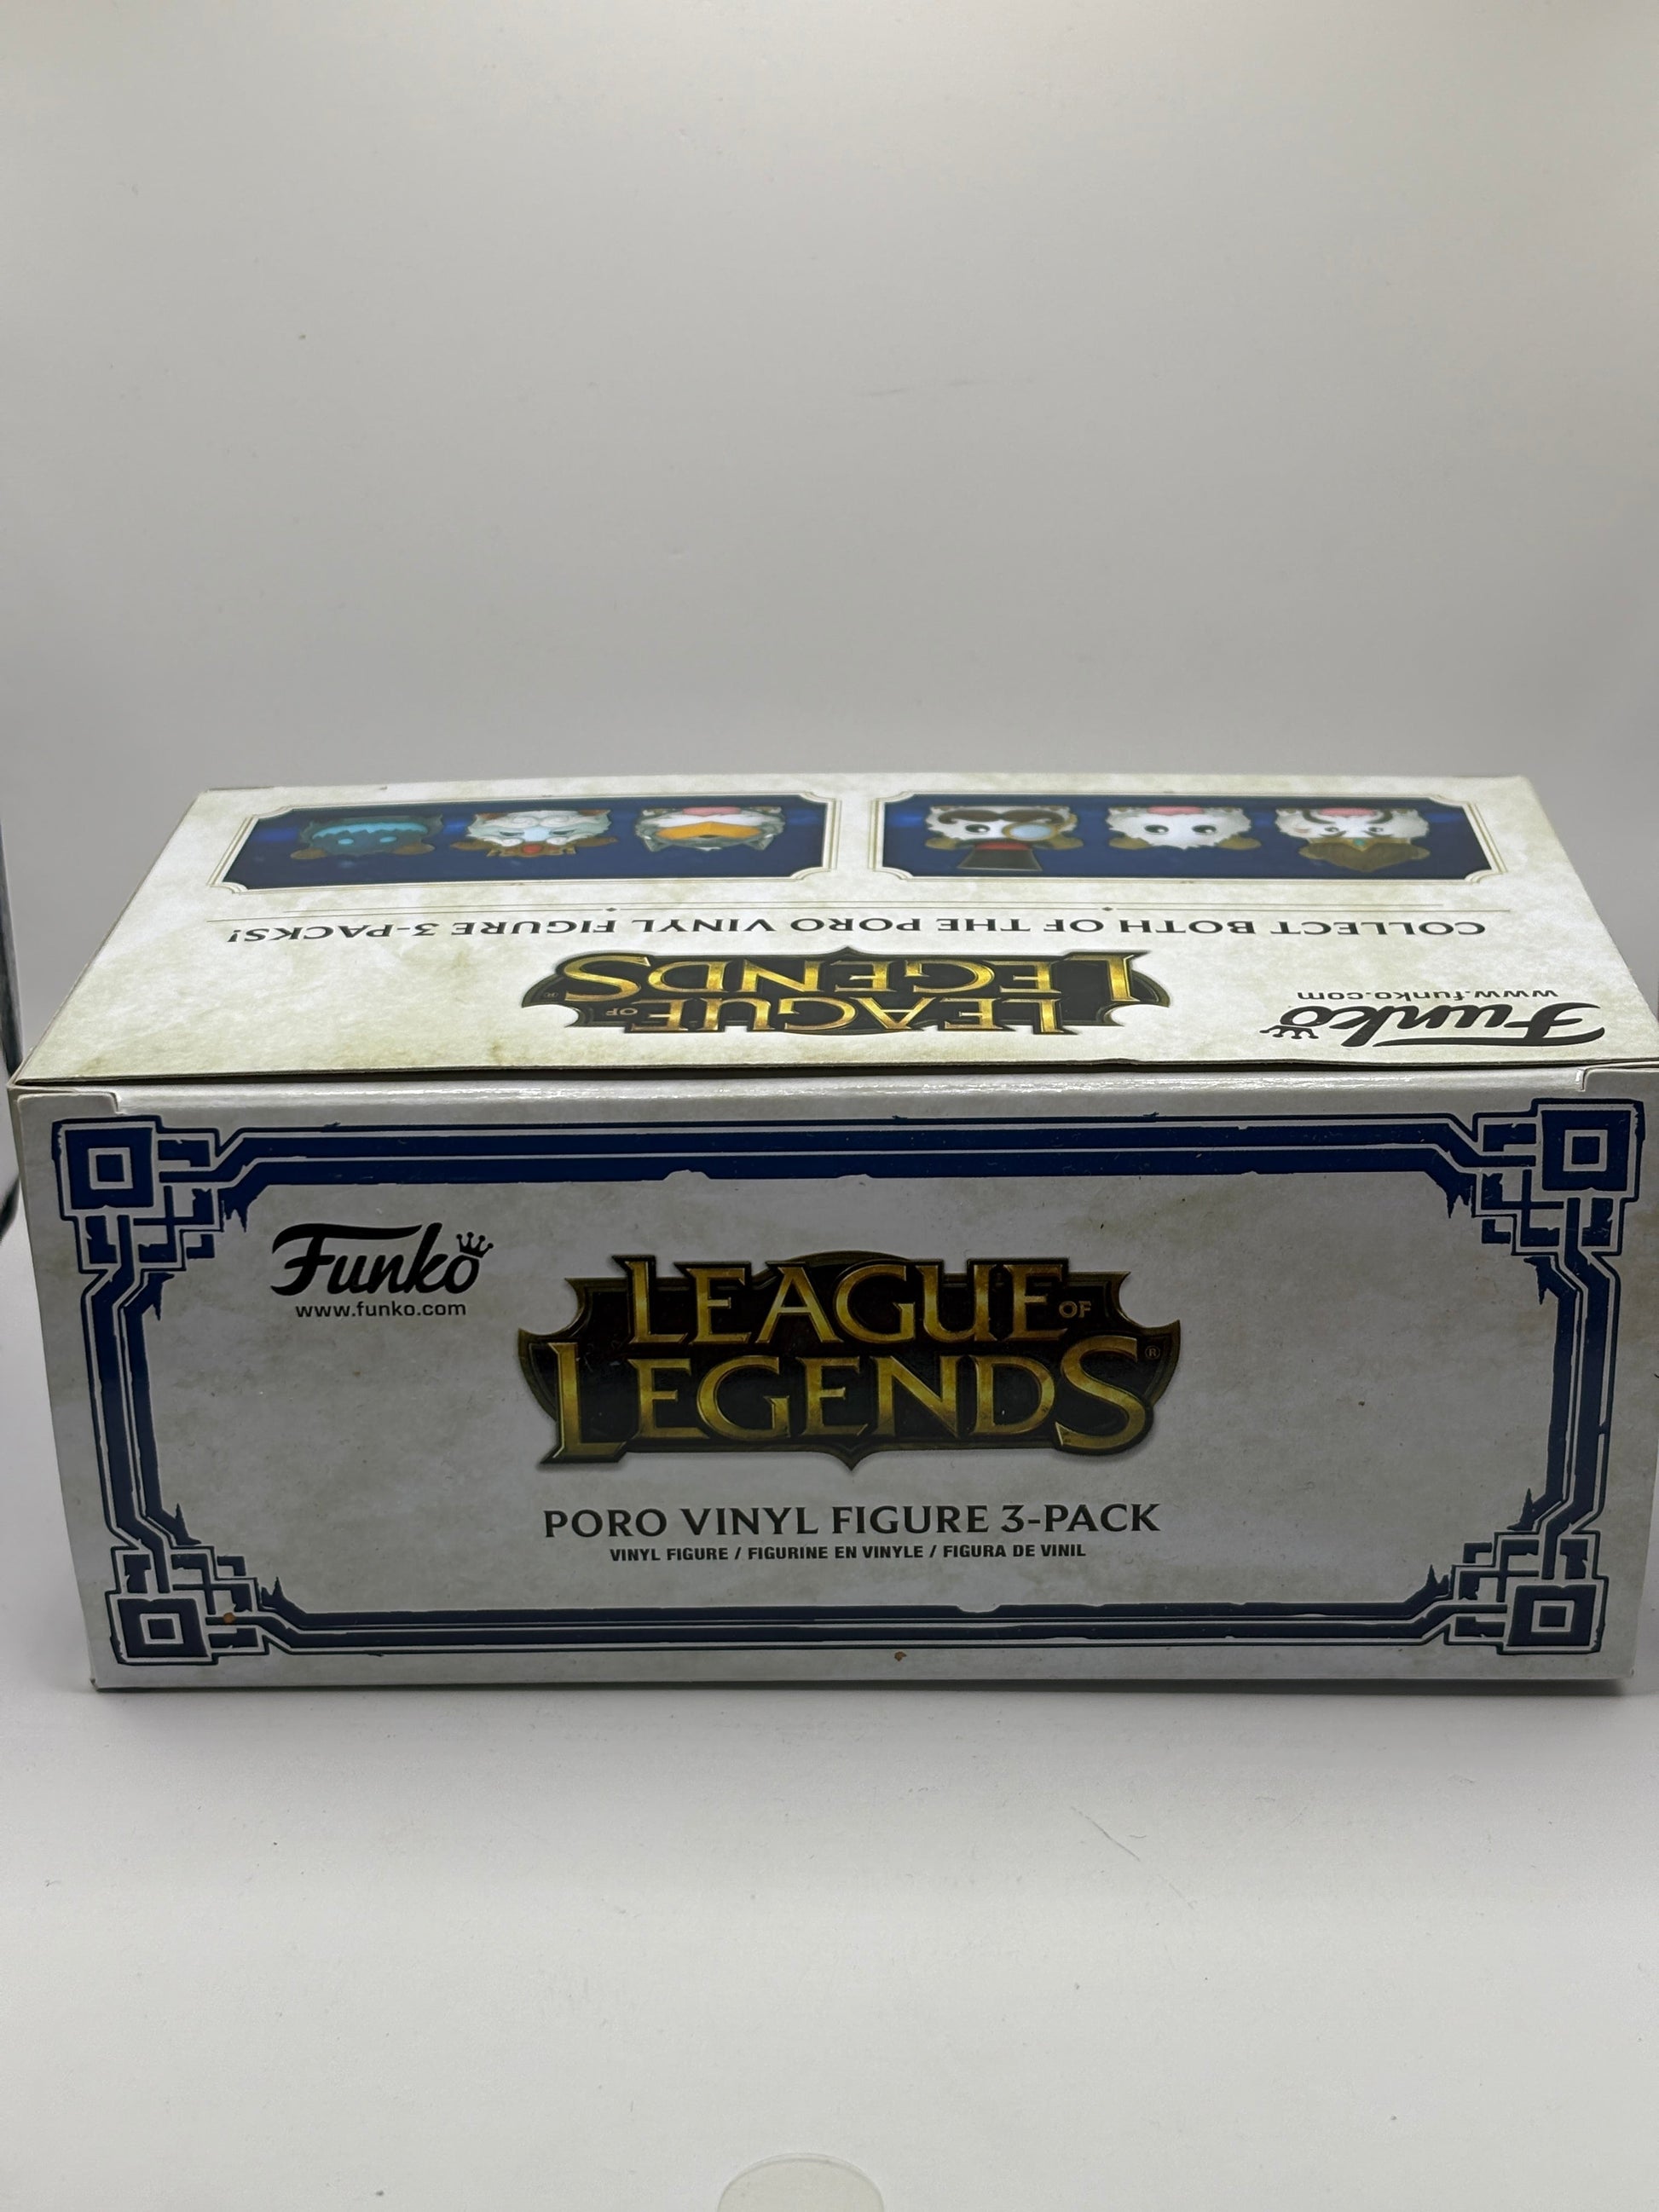 COLLECT BOTH OF THE PORO VINYL FIGURE 3-PACKS!
LEAGUE OF
LEGENDS®
Funko
www.funko.com
Funko
www.funko.com
LEAGUE OF
LEGENDS®
PORO VINYL FIGURE 3-PACK
VINYL FIGURE / FIGURINE EN VINYLE / FIGURA DE VINIL